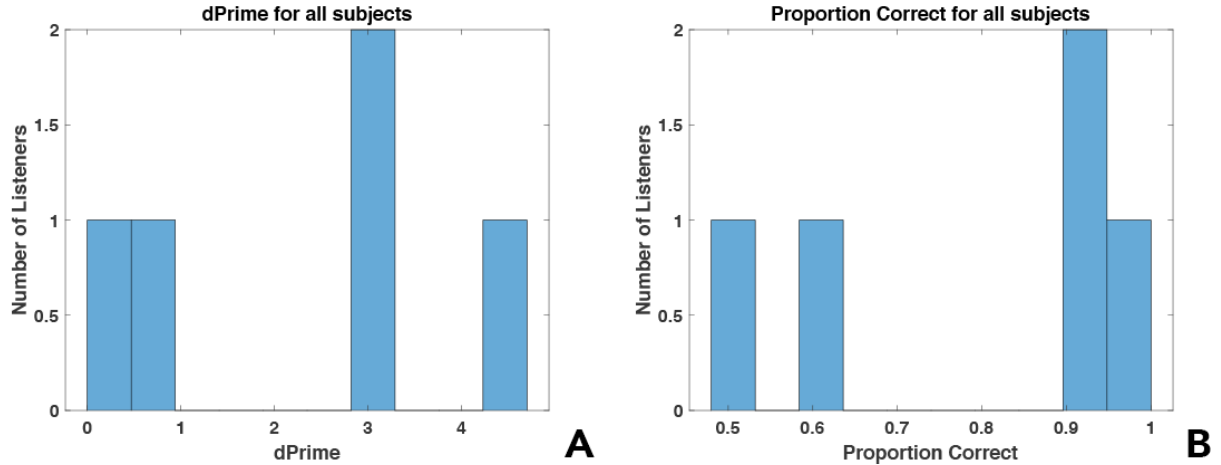 dPrime for all subjects
2
1.5
1
0.5
0
Number of Listeners
0 1 2 3 4
dPrime
A
Proportion Correct for all subjects
2
1.5
1
0.5
0
Number of Listeners
0.5 0.6 0.7 0.8 0.9 1
Proportion Correct
B